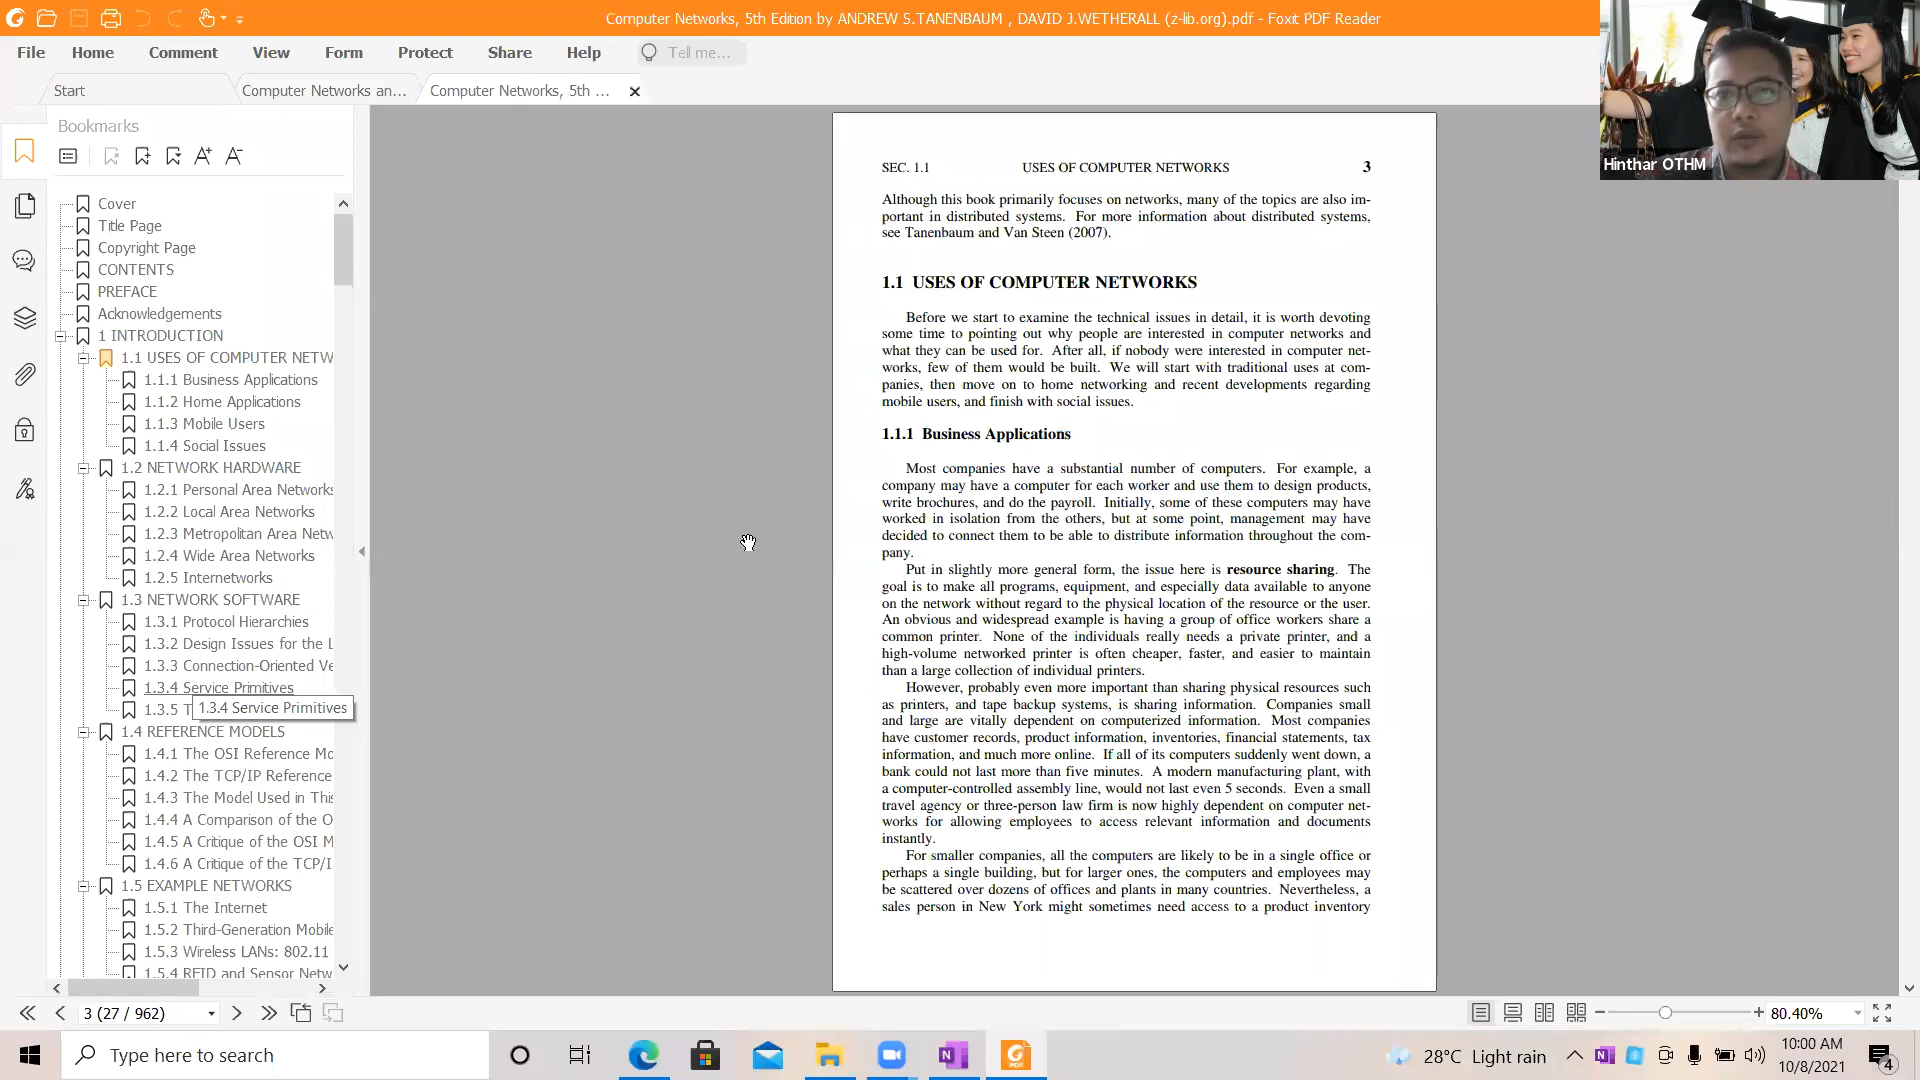 Computer Networks, 5th Edition by ANDREW S.TANENBAUM , DAVID J.WETHERALL (z-lib.org).pdf - Foxit PDF Reader
File Home Comment View Form Protect Share Help Tell me...
Start Computer Networks an... Computer Networks, 5th ...
Hinthar OTHM
Bookmarks
Cover
Title Page
Copyright Page
CONTENTS
PREFACE
Acknowledgements
1 INTRODUCTION
1.1 USES OF COMPUTER NETW
1.1.1 Business Applications
1.1.2 Home Applications
1.1.3 Mobile Users
1.1.4 Social Issues
1.2 NETWORK HARDWARE
1.2.1 Personal Area Networks
1.2.2 Local Area Networks
1.2.3 Metropolitan Area Netw
1.2.4 Wide Area Networks
1.2.5 Internetworks
1.3 NETWORK SOFTWARE
1.3.1 Protocol Hierarchies
1.3.2 Design Issues for the L
1.3.3 Connection-Oriented Ve
1.3.4 Service Primitives
1.3.5 T
1.3.4 Service Primitives
1.4 REFERENCE MODELS
1.4.1 The OSI Reference Mo
1.4.2 The TCP/IP Reference
1.4.3 The Model Used in This
1.4.4 A Comparison of the O
1.4.5 A Critique of the OSI M
1.4.6 A Critique of the TCP/I
1.5 EXAMPLE NETWORKS
1.5.1 The Internet
1.5.2 Third-Generation Mobile
1.5.3 Wireless LANs: 802.11
1.5.4 RFID and Sensor Netw
SEC. 1.1 USES OF COMPUTER NETWORKS 3
Although this book primarily focuses on networks, many of the topics are also im-
portant in distributed systems. For more information about distributed systems,
see Tanenbaum and Van Steen (2007).
1.1 USES OF COMPUTER NETWORKS
Before we start to examine the technical issues in detail, it is worth devoting
some time to pointing out why people are interested in computer networks and
what they can be used for. After all, if nobody were interested in computer net-
works, few of them would be built. We will start with traditional uses at com-
panies, then move on to home networking and recent developments regarding
mobile users, and finish with social issues.
1.1.1 Business Applications
Most companies have a substantial number of computers. For example, a
company may have a computer for each worker and use them to design products,
write brochures, and do the payroll. Initially, some of these computers may have
worked in isolation from the others, but at some point, management may have
decided to connect them to be able to distribute information throughout the com-
pany.
Put in slightly more general form, the issue here is resource sharing. The
goal is to make all programs, equipment, and especially data available to anyone
on the network without regard to the physical location of the resource or the user.
An obvious and widespread example is having a group of office workers share a
common printer. None of the individuals really needs a private printer, and a
high-volume networked printer is often cheaper, faster, and easier to maintain
than a large collection of individual printers.
However, probably even more important than sharing physical resources such
as printers, and tape backup systems, is sharing information. Companies small
and large are vitally dependent on computerized information. Most companies
have customer records, product information, inventories, financial statements, tax
information, and much more online. If all of its computers suddenly went down, a
bank could not last more than five minutes. A modern manufacturing plant, with
a computer-controlled assembly line, would not last even 5 seconds. Even a small
travel agency or three-person law firm is now highly dependent on computer net-
works for allowing employees to access relevant information and documents
instantly.
For smaller companies, all the computers are likely to be in a single office or
perhaps a single building, but for larger ones, the computers and employees may
be scattered over dozens of offices and plants in many countries. Nevertheless, a
sales person in New York might sometimes need access to a product inventory
3 (27 / 962)
80.40%
Type here to search
28°C Light rain
10:00 AM
10/8/2021
4